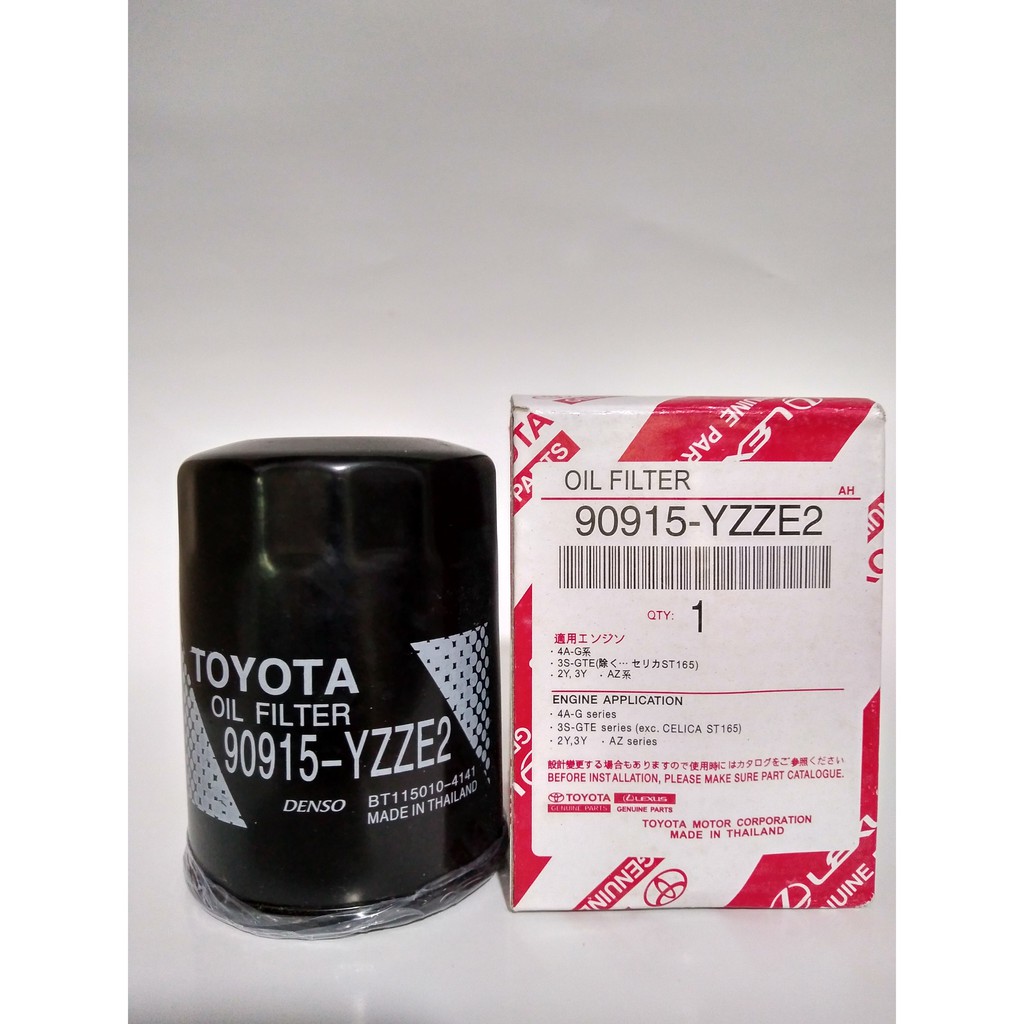 TOYOTA
OIL FILTER
90915-YZZE2
DENSO
BT115010-4141
MADE IN THAILAND
OIL FILTER
AH
90915-YZZE2
QTY: 1
適用エンジン
・4A-G系
・3S-GTE(除く… セリカST165)
・2Y, 3Y ・AZ系
ENGINE APPLICATION
・4A-G series
・3S-GTE series (exc. CELICA ST165)
・2Y,3Y ・AZ series
設計変更する場合もありますので使用時にはカタログをご参照ください
BEFORE INSTALLATION, PLEASE MAKE SURE PART CATALOGUE.
TOYOTA LEXUS
GENUINE PARTS GENUINE PARTS
TOYOTA MOTOR CORPORATION
MADE IN THAILAND
PARTS
GENUINE